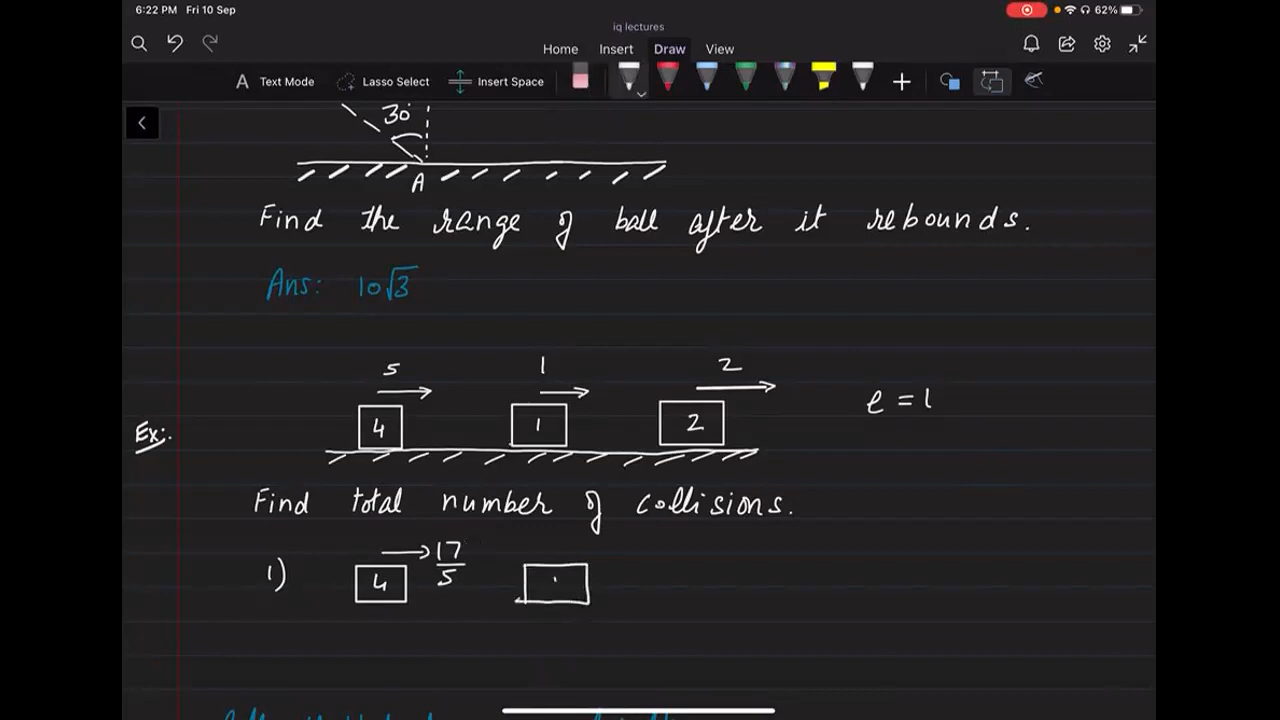 6:22 PM Fri 10 Sep
62%
iq lectures
Home Insert Draw View
Text Mode Lasso Select Insert Space
30°
A
Find the range of ball after it rebounds.
Ans: 10√3
5 1 2
4 1 2 e = 1
Ex:-
Find total number of collisions.
1) 4 17/5